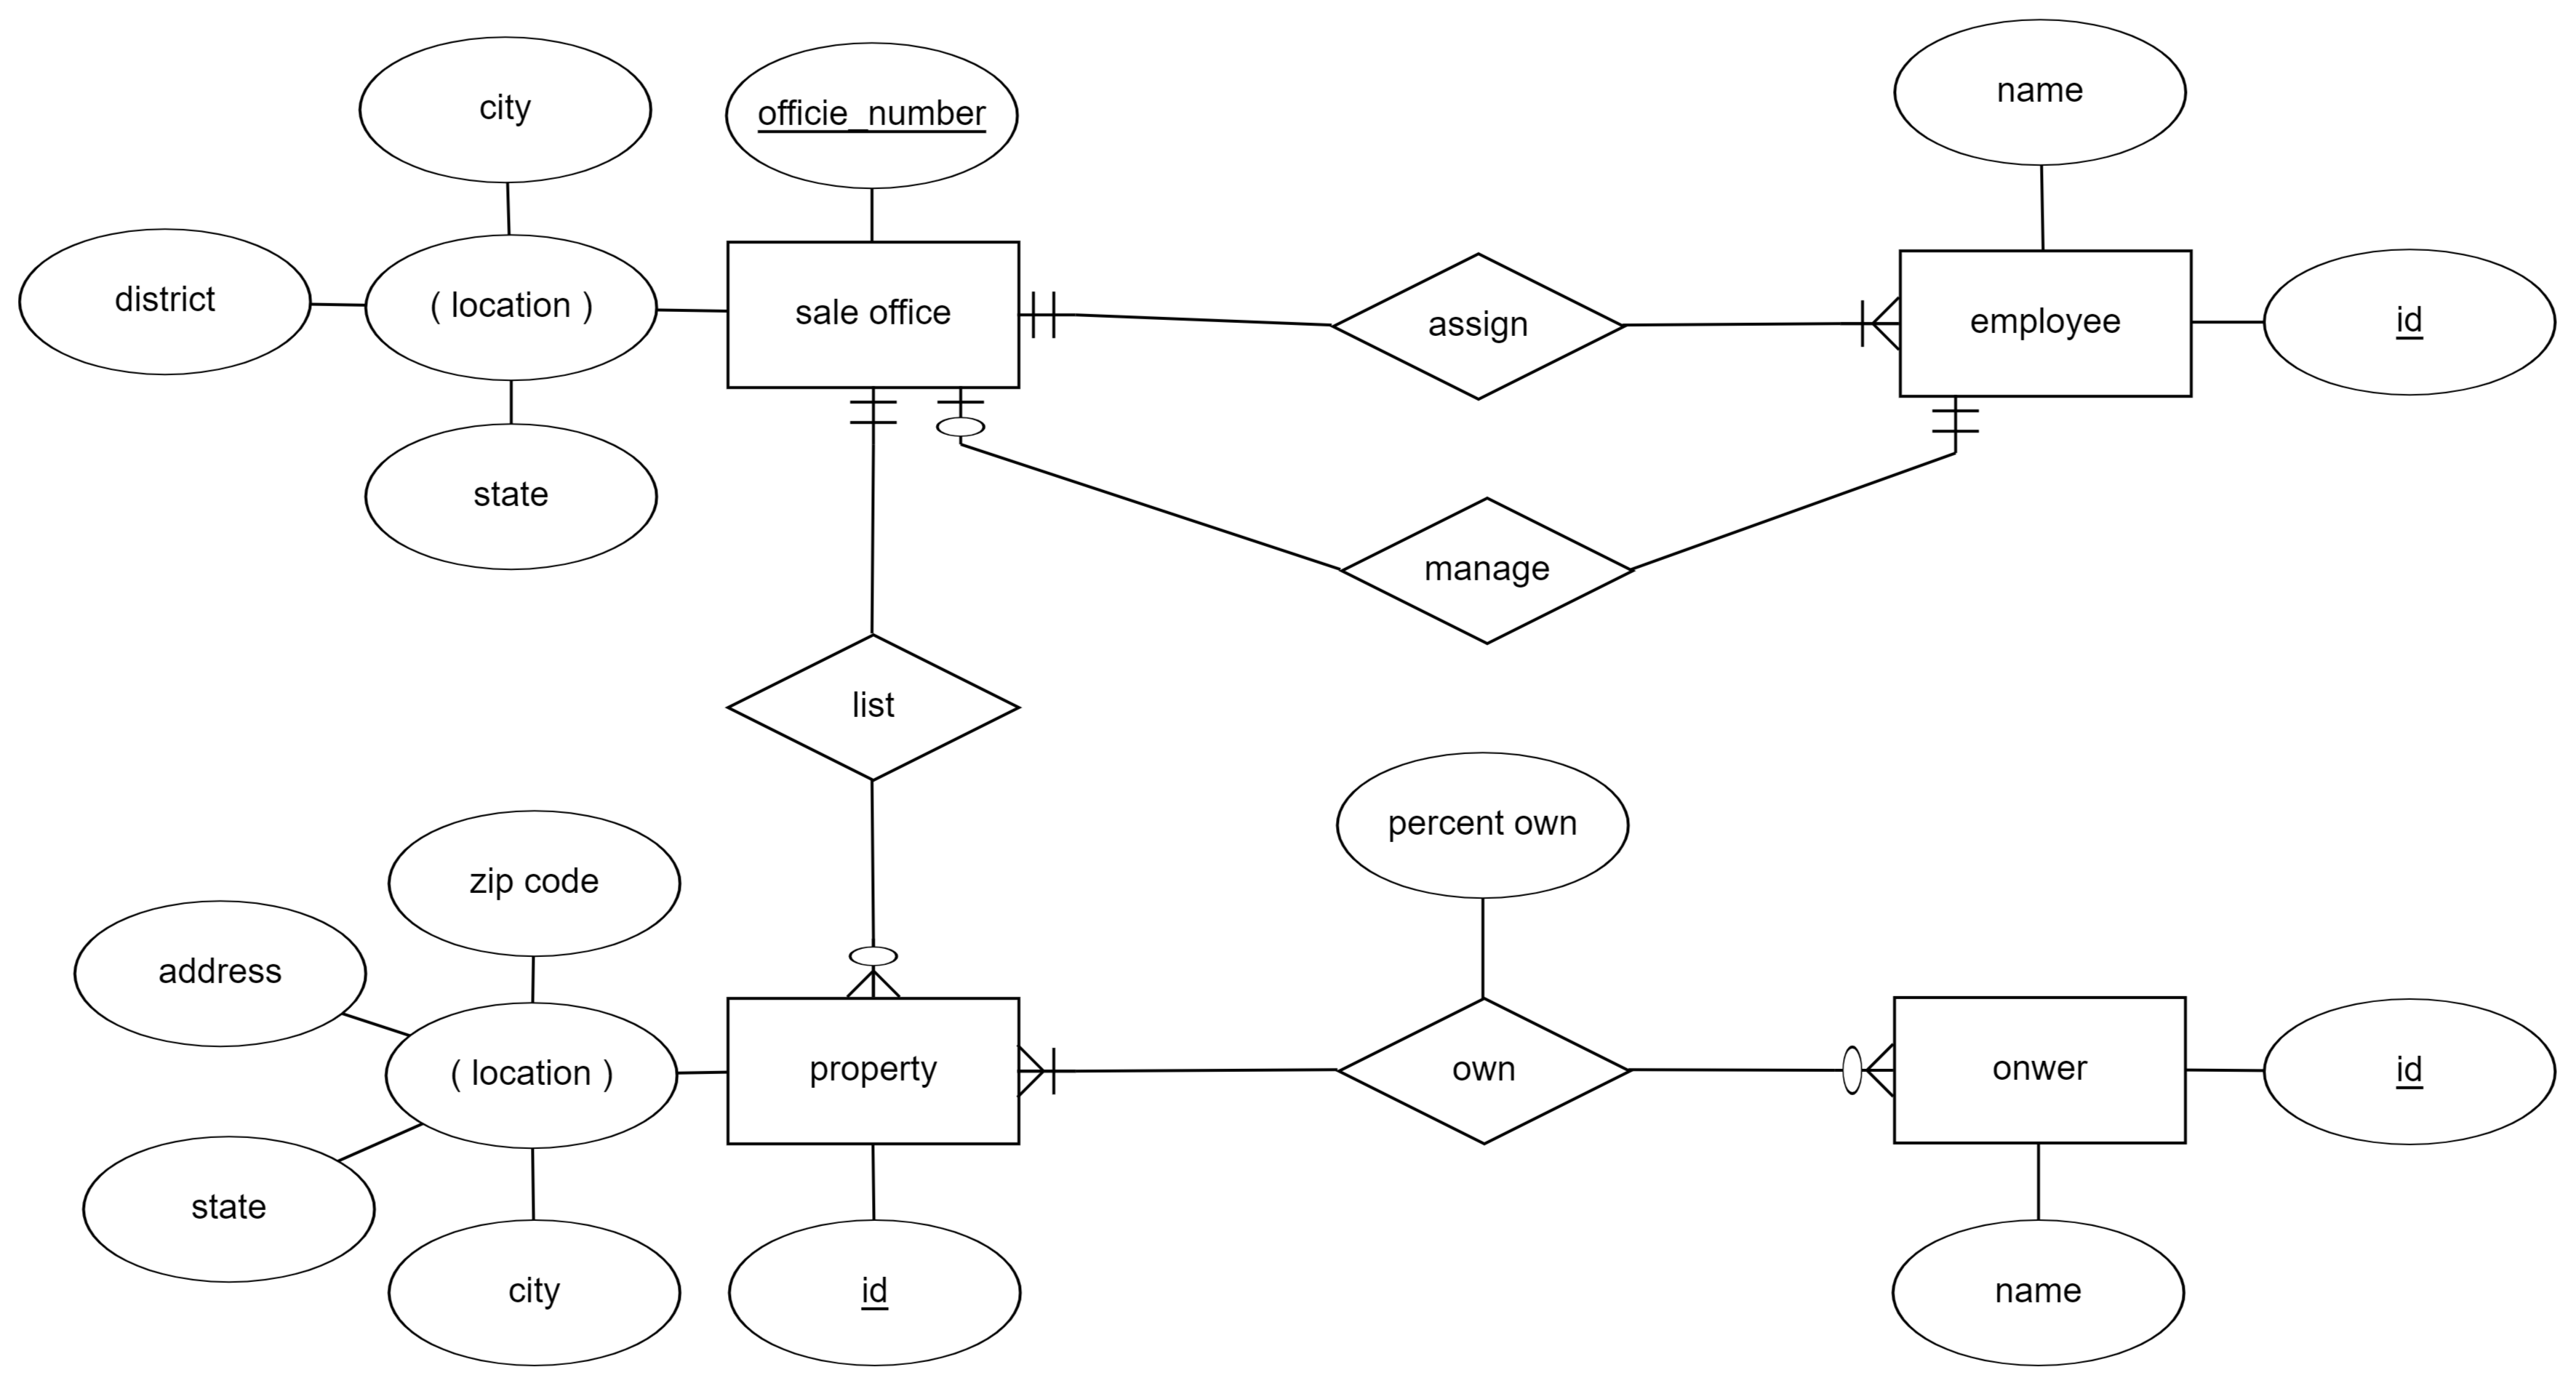 name
city
officie_number
district
( location )
sale office
assign
employee
id
state
manage
list
percent own
zip code
address
( location )
property
own
onwer
id
state
city
id
name